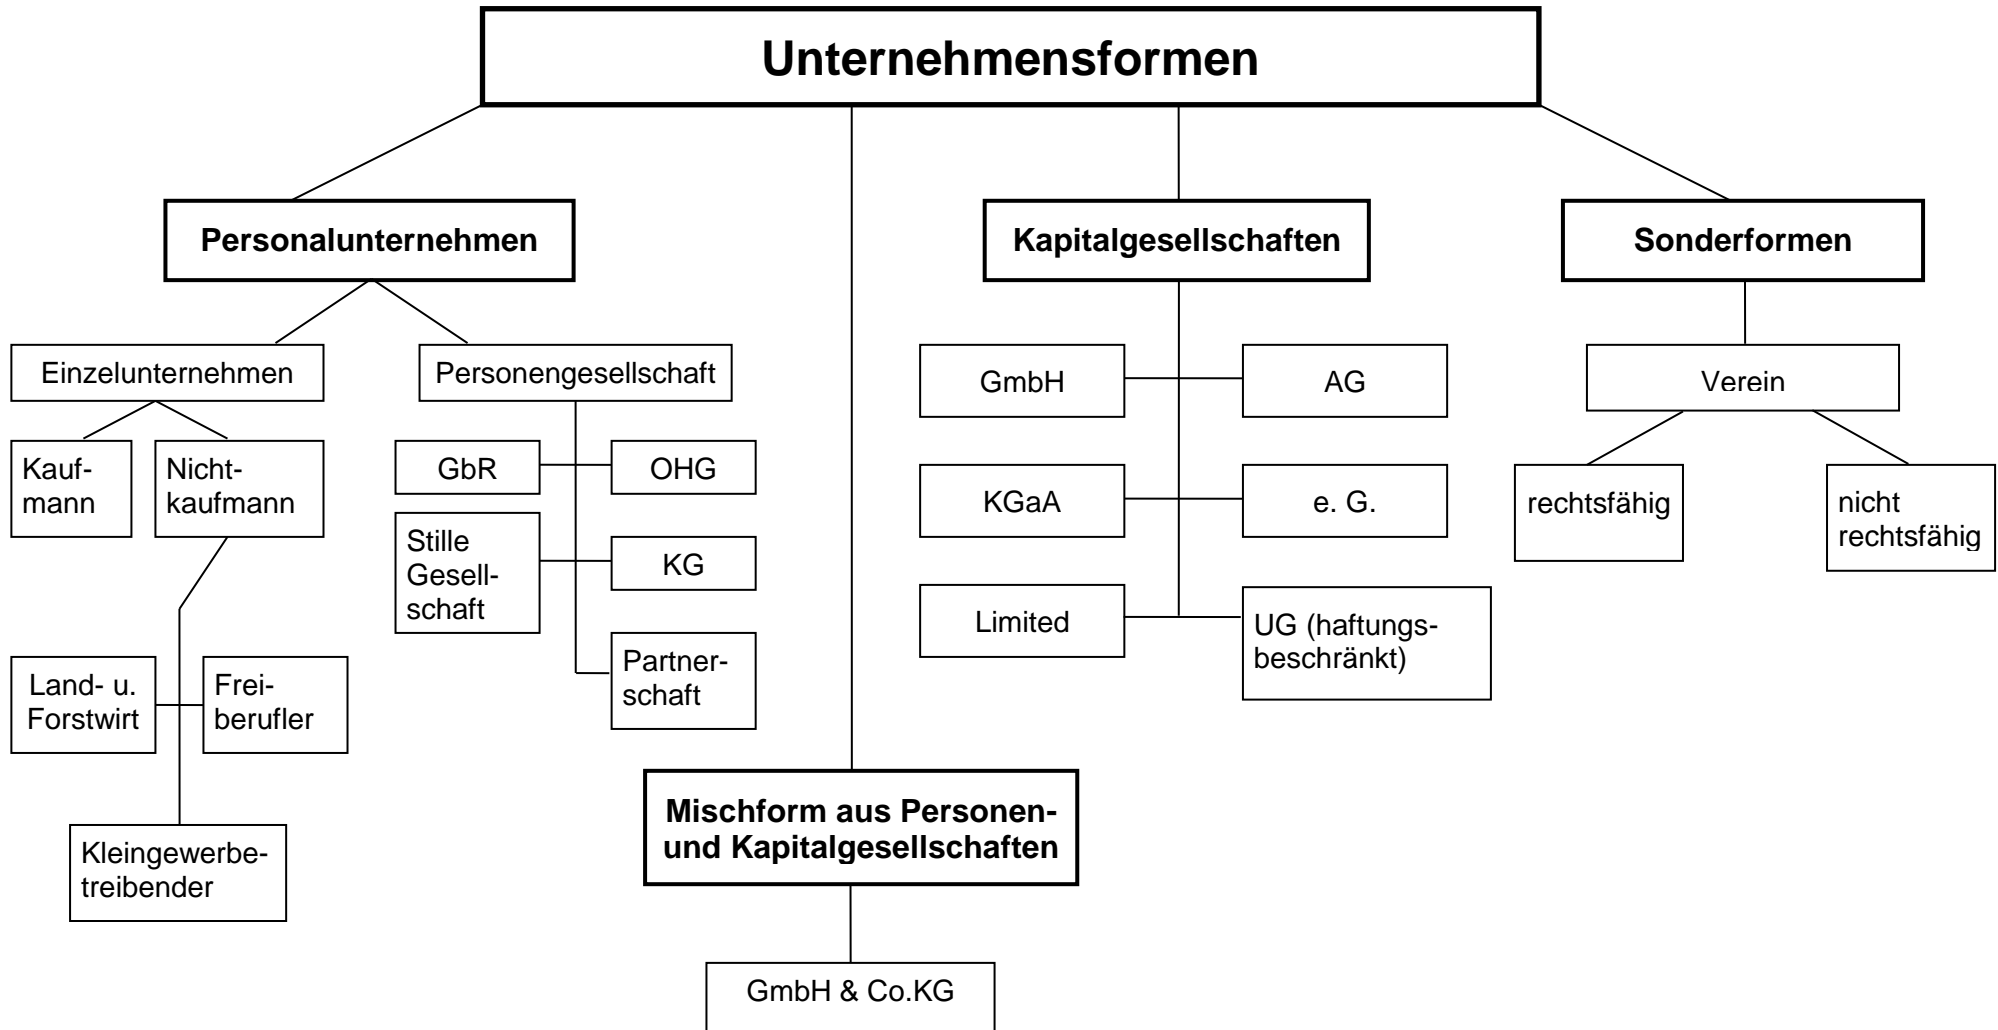 Unternehmensformen
Personalunternehmen
Kapitalgesellschaften
Sonderformen
Einzelunternehmen
Personengesellschaft
GmbH
AG
Verein
Kauf-
mann
Nicht-
kaufmann
GbR
OHG
KGaA
e. G.
rechtsfähig
nicht
rechtsfähig
Stille
Gesell-
schaft
KG
Limited
UG (haftungs-
beschränkt)
Land- u.
Forstwirt
Frei-
berufler
Partner-
schaft
Mischform aus Personen-
und Kapitalgesellschaften
Kleingewerbe-
treibender
GmbH & Co.KG